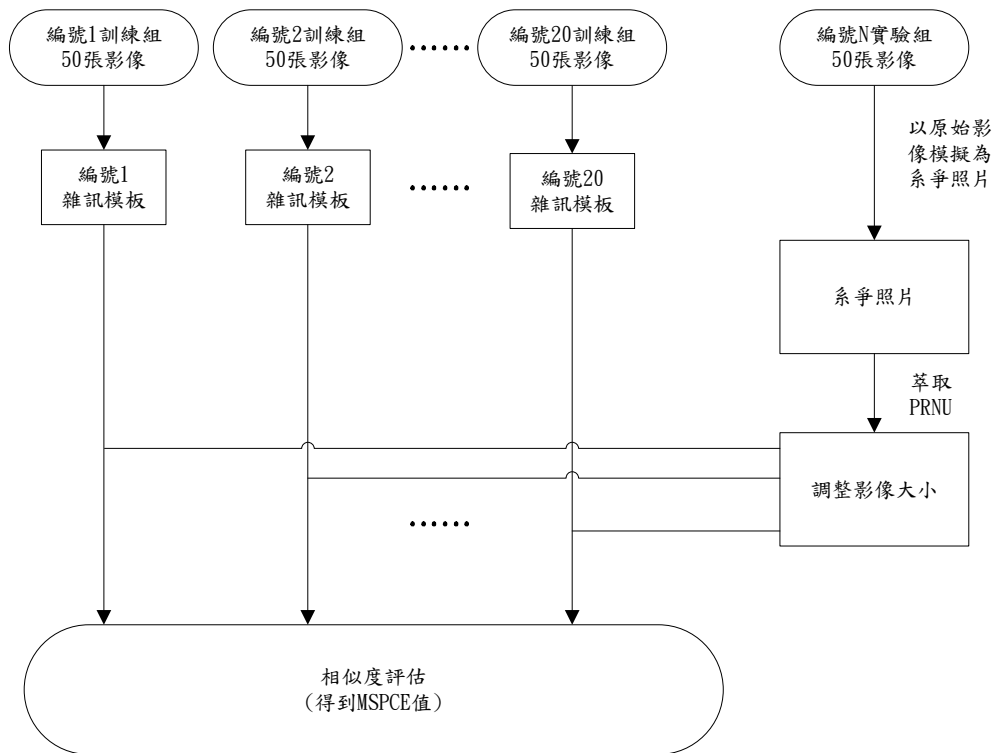 編號1訓練組
50張影像
編號2訓練組
50張影像
編號20訓練組
50張影像
編號N實驗組
50張影像
以原始影
像模擬為
系爭照片
編號1
雜訊模板
編號2
雜訊模板
編號20
雜訊模板
系爭照片
萃取
PRNU
調整影像大小
相似度評估
(得到MSPCE值)